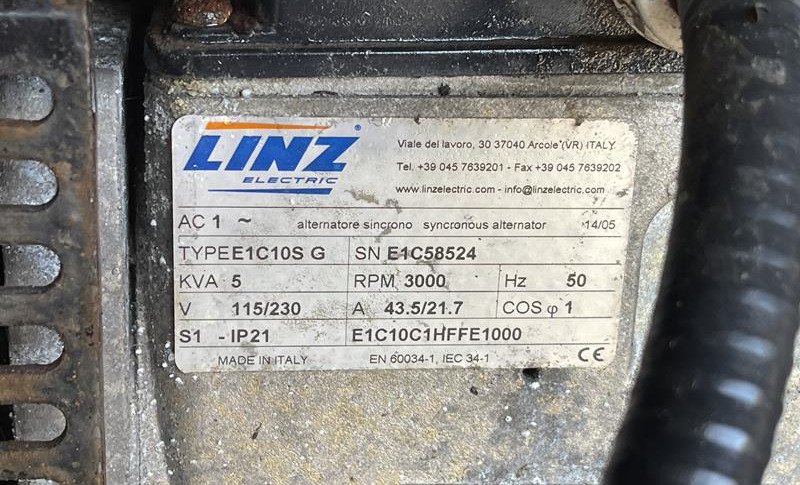 LINZ
ELECTRIC
Viale del lavoro, 30 37040 Arcole (VR) ITALY
Tel. +39 045 7639201 - Fax +39 045 7639202
www.linzelectric.com - info@linzelectric.com
AC 1 ~ alternatore sincrono syncronous alternator 14/05
TYPE E1C10S G SN E1C58524
KVA 5 RPM 3000 Hz 50
V 115/230 A 43.5/21.7 COS φ 1
S1 - IP21 E1C10C1HFFE1000
MADE IN ITALY EN 60034-1, IEC 34-1 CE